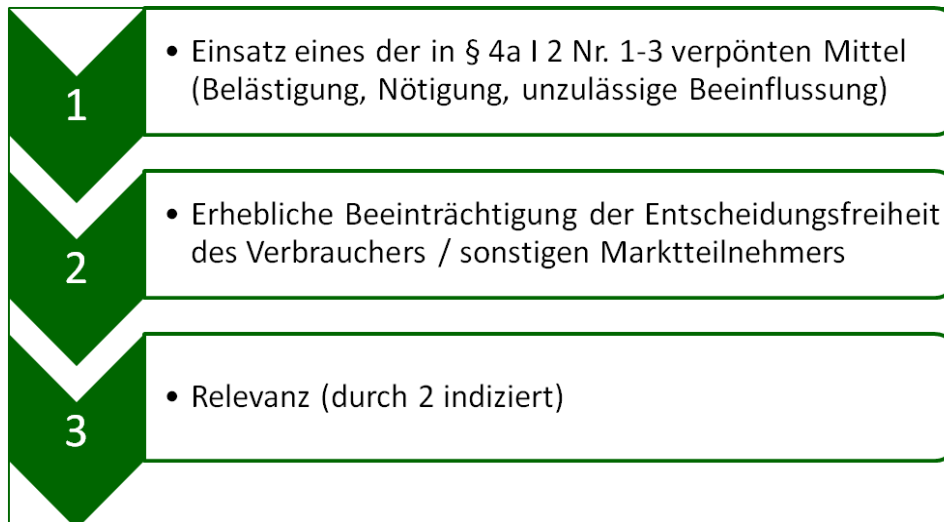 1
• Einsatz eines der in § 4a I 2 Nr. 1-3 verpönten Mittel
(Belästigung, Nötigung, unzulässige Beeinflussung)
2
• Erhebliche Beeinträchtigung der Entscheidungsfreiheit
des Verbrauchers / sonstigen Marktteilnehmers
3
• Relevanz (durch 2 indiziert)